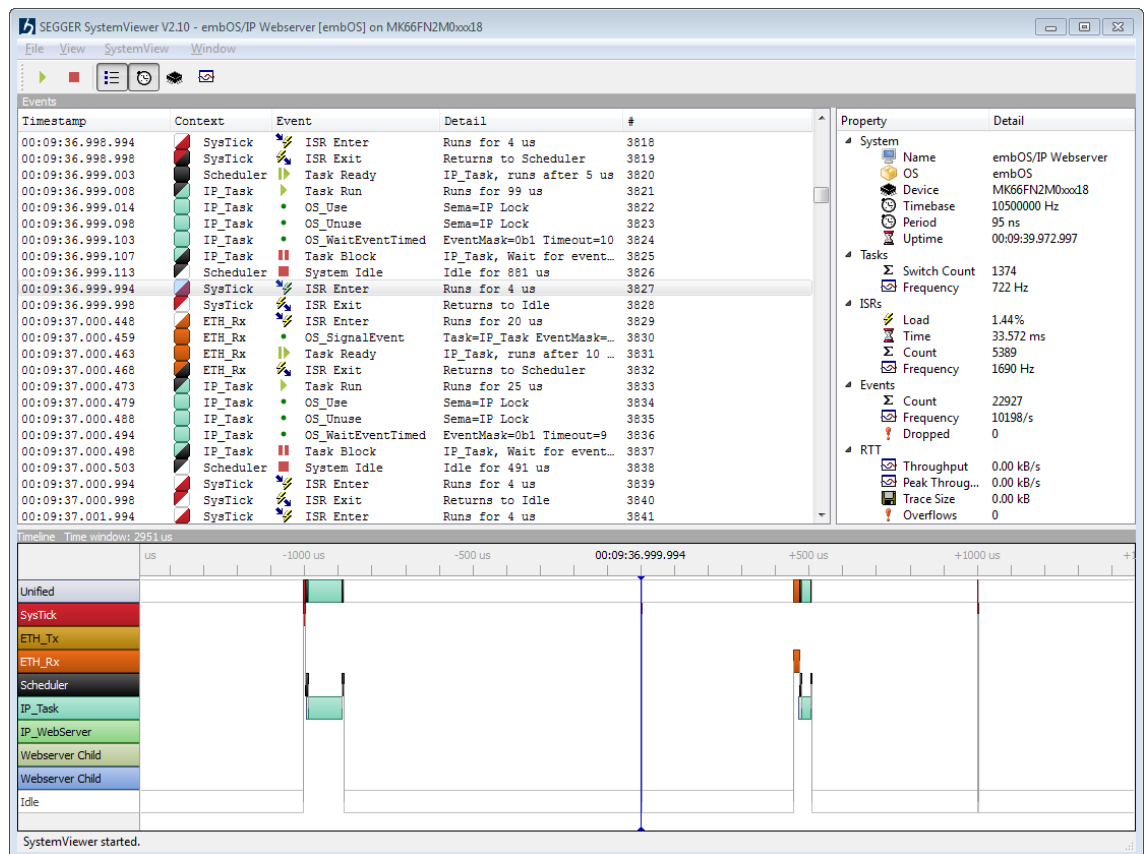 SEGGER SystemViewer V2.10 - embOS/IP Webserver [embOS] on MK66FN2M0xxx18
File View SystemView Window
Events
Timestamp Context Event Detail #
00:09:36.998.994 SysTick ISR Enter Runs for 4 us 3818
00:09:36.998.998 SysTick ISR Exit Returns to Scheduler 3819
00:09:36.999.003 Scheduler Task Ready IP_Task, runs after 5 us 3820
00:09:36.999.008 IP_Task Task Run Runs for 99 us 3821
00:09:36.999.014 IP_Task OS_Use Sema=IP Lock 3822
00:09:36.999.098 IP_Task OS_Unuse Sema=IP Lock 3823
00:09:36.999.103 IP_Task OS_WaitEventTimed EventMask=0b1 Timeout=10 3824
00:09:36.999.107 IP_Task Task Block IP_Task, Wait for event... 3825
00:09:36.999.113 Scheduler System Idle Idle for 881 us 3826
00:09:36.999.994 SysTick ISR Enter Runs for 4 us 3827
00:09:36.999.998 SysTick ISR Exit Returns to Idle 3828
00:09:37.000.448 ETH_Rx ISR Enter Runs for 20 us 3829
00:09:37.000.459 ETH_Rx OS_SignalEvent Task=IP_Task EventMask=... 3830
00:09:37.000.463 ETH_Rx Task Ready IP_Task, runs after 10 ... 3831
00:09:37.000.468 ETH_Rx ISR Exit Returns to Scheduler 3832
00:09:37.000.473 IP_Task Task Run Runs for 25 us 3833
00:09:37.000.479 IP_Task OS_Use Sema=IP Lock 3834
00:09:37.000.488 IP_Task OS_Unuse Sema=IP Lock 3835
00:09:37.000.494 IP_Task OS_WaitEventTimed EventMask=0b1 Timeout=9 3836
00:09:37.000.498 IP_Task Task Block IP_Task, Wait for event... 3837
00:09:37.000.503 Scheduler System Idle Idle for 491 us 3838
00:09:37.000.994 SysTick ISR Enter Runs for 4 us 3839
00:09:37.000.998 SysTick ISR Exit Returns to Idle 3840
00:09:37.001.994 SysTick ISR Enter Runs for 4 us 3841
Property Detail
System
Name embOS/IP Webserver
OS embOS
Device MK66FN2M0xxx18
Timebase 10500000 Hz
Period 95 ns
Uptime 00:09:39.972.997
Tasks
Switch Count 1374
Frequency 722 Hz
ISRs
Load 1.44%
Time 33.572 ms
Count 5389
Frequency 1690 Hz
Events
Count 22927
Frequency 10198/s
Dropped 0
RTT
Throughput 0.00 kB/s
Peak Throug... 0.00 kB/s
Trace Size 0.00 kB
Overflows 0
Timeline Time window: 2951 us
us -1000 us -500 us 00:09:36.999.994 +500 us +1000 us +1
Unified
SysTick
ETH_Tx
ETH_Rx
Scheduler
IP_Task
IP_WebServer
Webserver Child
Webserver Child
Idle
SystemViewer started.